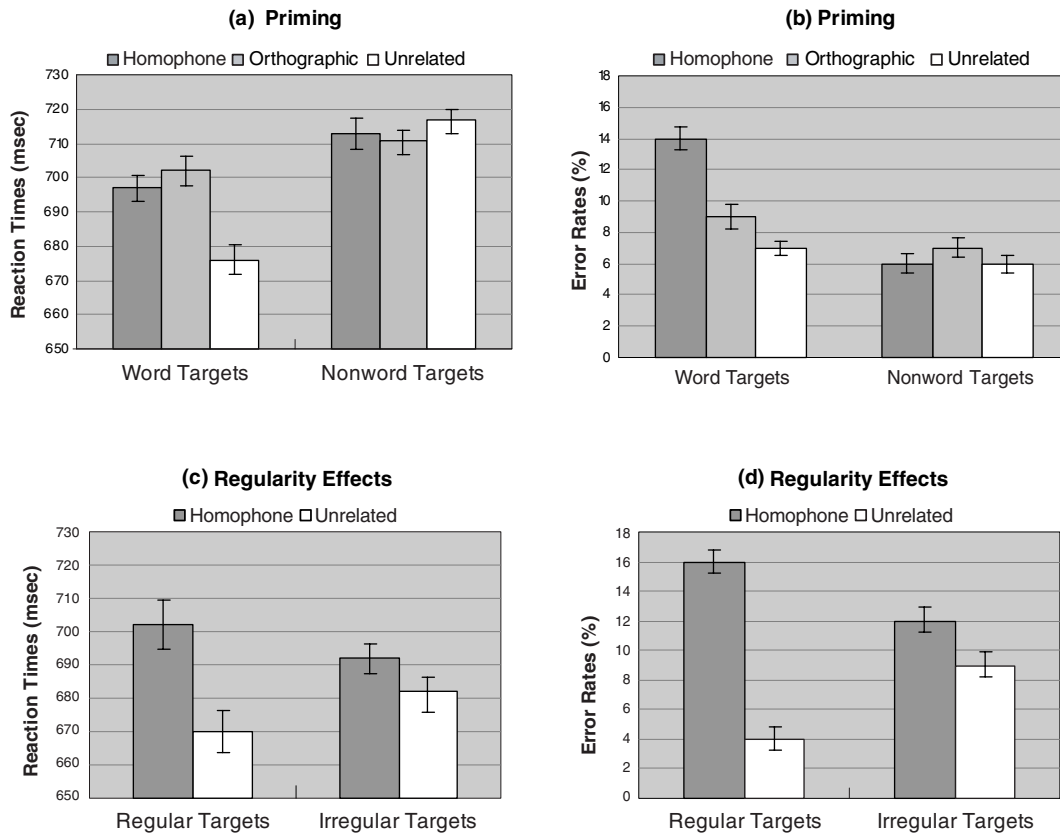 (a) Priming
Homophone Orthographic Unrelated
Reaction Times (msec)
730
720
710
700
690
680
670
660
650
Word Targets Nonword Targets
(b) Priming
Homophone Orthographic Unrelated
Error Rates (%)
18
16
14
12
10
8
6
4
2
0
Word Targets Nonword Targets
(c) Regularity Effects
Homophone Unrelated
Reaction Times (msec)
730
720
710
700
690
680
670
660
650
Regular Targets Irregular Targets
(d) Regularity Effects
Homophone Unrelated
Error Rates (%)
18
16
14
12
10
8
6
4
2
0
Regular Targets Irregular Targets